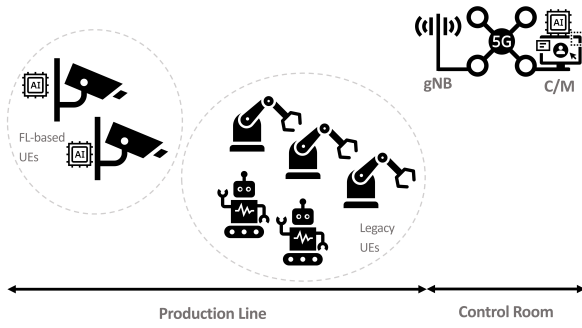 5G
AI
gNB
C/M
AI
FL-based
UEs
AI
Legacy
UEs
Production Line
Control Room